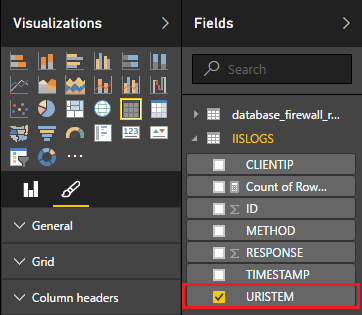 Visualizations
Fields
Search
database_firewall_r...
IISLOGS
CLIENTIP
Count of Row...
ID
METHOD
RESPONSE
TIMESTAMP
URISTEM
General
Grid
Column headers
123